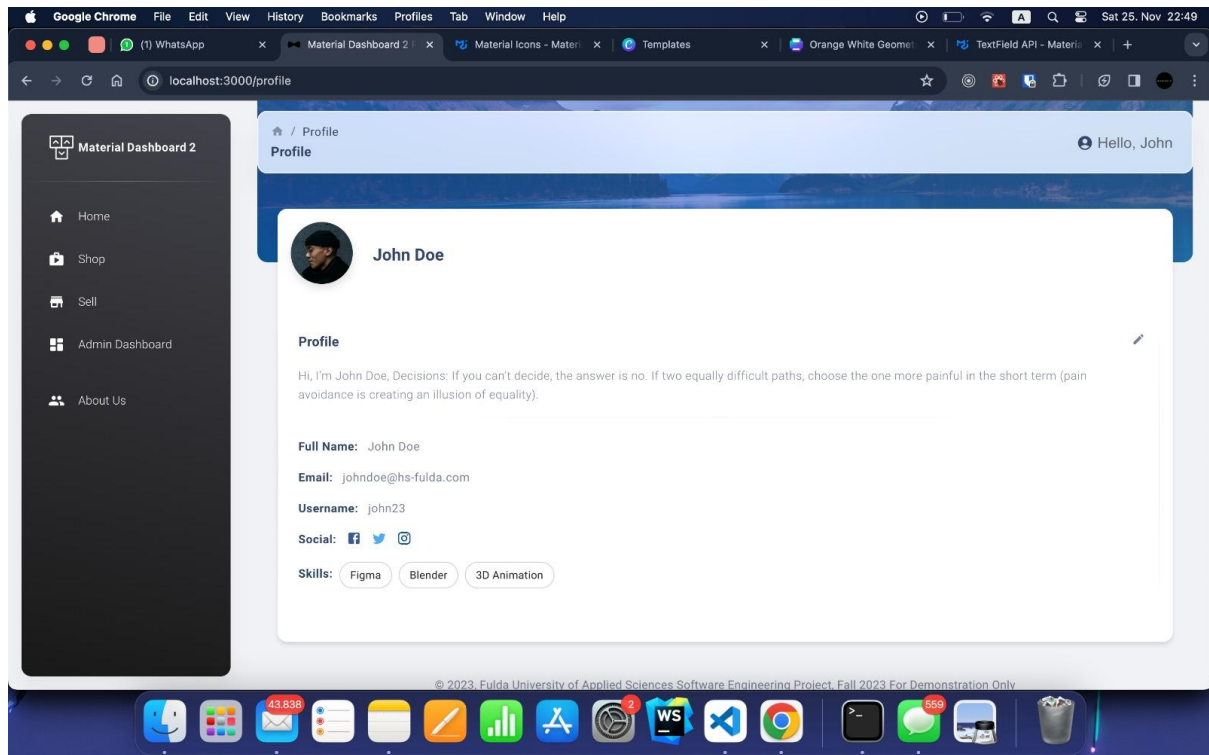 Google Chrome File Edit View History Bookmarks Profiles Tab Window Help A Sat 25. Nov 22:49
(1) WhatsApp Material Dashboard 2 Material Icons - Materi Templates Orange White Geomet TextField API - Materia
localhost:3000/profile
Material Dashboard 2
/ Profile
Profile
Hello, John
Home
Shop
Sell
Admin Dashboard
About Us
John Doe
Profile
Hi, I'm John Doe, Decisions: If you can't decide, the answer is no. If two equally difficult paths, choose the one more painful in the short term (pain
avoidance is creating an illusion of equality).
Full Name: John Doe
Email: johndoe@hs-fulda.com
Username: john23
Social:
Skills: Figma Blender 3D Animation
© 2023, Fulda University of Applied Sciences Software Engineering Project, Fall 2023 For Demonstration Only
43.838 2 WS 559